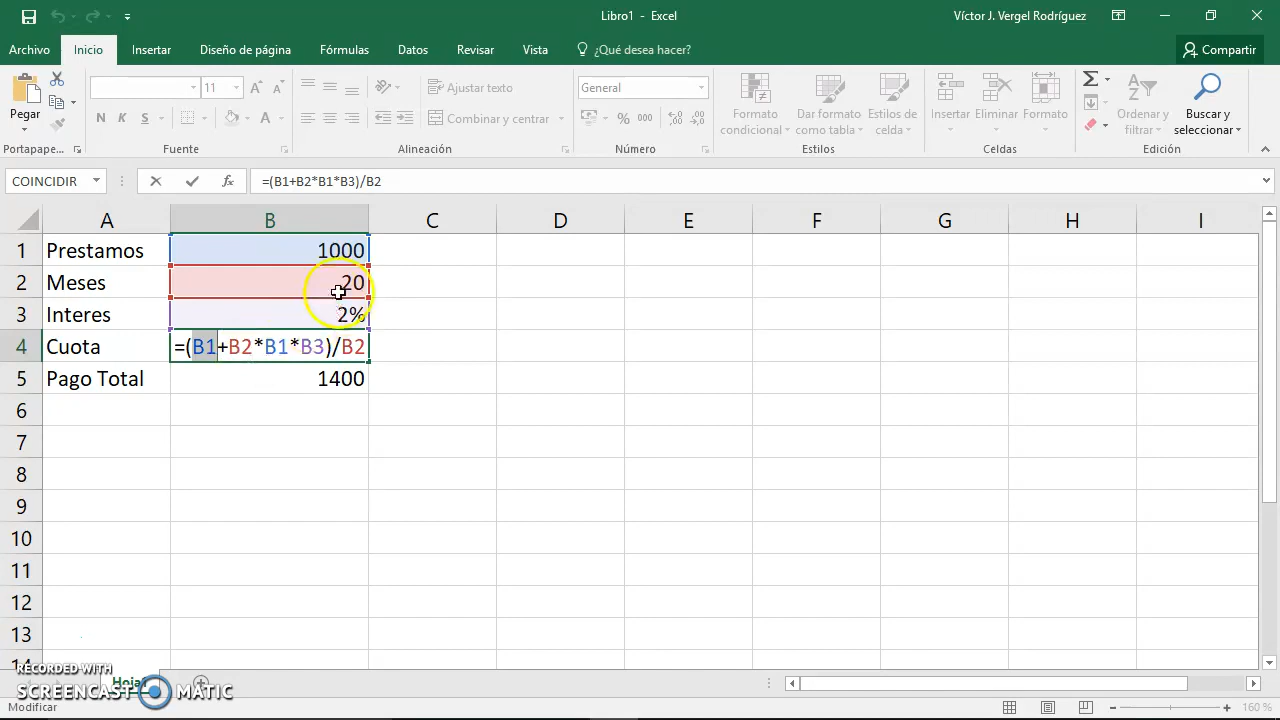 Libro1 - Excel
Víctor J. Vergel Rodríguez
Archivo Inicio Insertar Diseño de página Fórmulas Datos Revisar Vista ¿Qué desea hacer? Compartir
Pegar
11
N K S
A
Ajustar texto
Combinar y centrar
General
% 000
Formato condicional
Dar formato como tabla
Estilos de celda
Insertar Eliminar Formato
Ordenar y filtrar
Buscar y seleccionar
Portapape... Fuente Alineación Número Estilos Celdas Edición
COINCIDIR fx =(B1+B2*B1*B3)/B2
A B C D E F G H I
1 Prestamos 1000
2 Meses 20
3 Interes 2%
4 Cuota =(B1+B2*B1*B3)/B2
5 Pago Total 1400
6
7
8
9
10
11
12
13
14
RECORDED WITH
SCREENCAST MATIC
Modificar
160 %